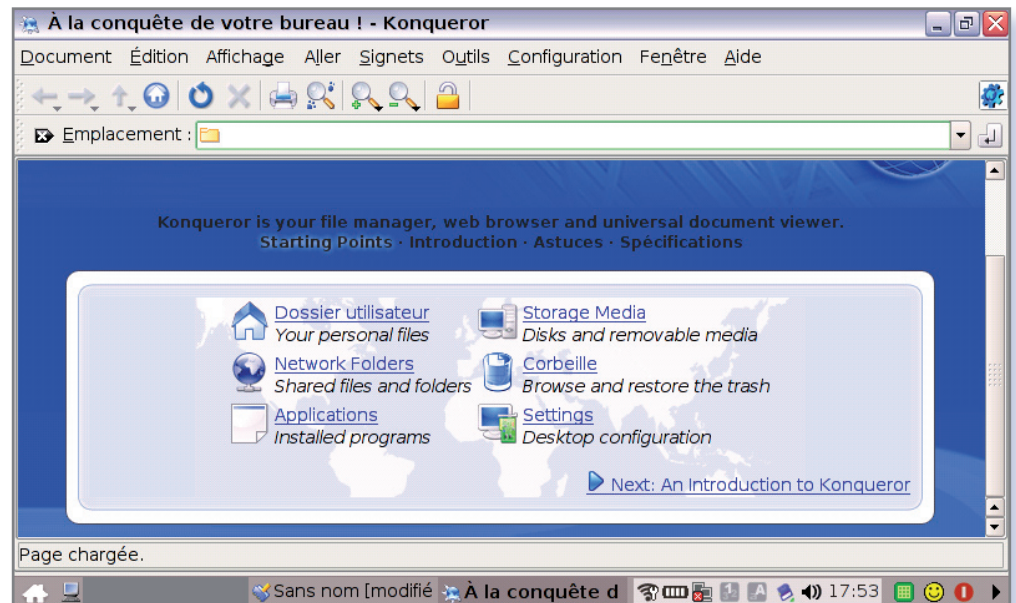 À la conquête de votre bureau ! - Konqueror
Document Édition Affichage Aller Signets Outils Configuration Fenêtre Aide
Emplacement :
Konqueror is your file manager, web browser and universal document viewer.
Starting Points · Introduction · Astuces · Spécifications
Dossier utilisateur
Your personal files
Storage Media
Disks and removable media
Network Folders
Shared files and folders
Corbeille
Browse and restore the trash
Applications
Installed programs
Settings
Desktop configuration
Next: An Introduction to Konqueror
Page chargée.
Sans nom [modifié À la conquête d 1 A 17:53